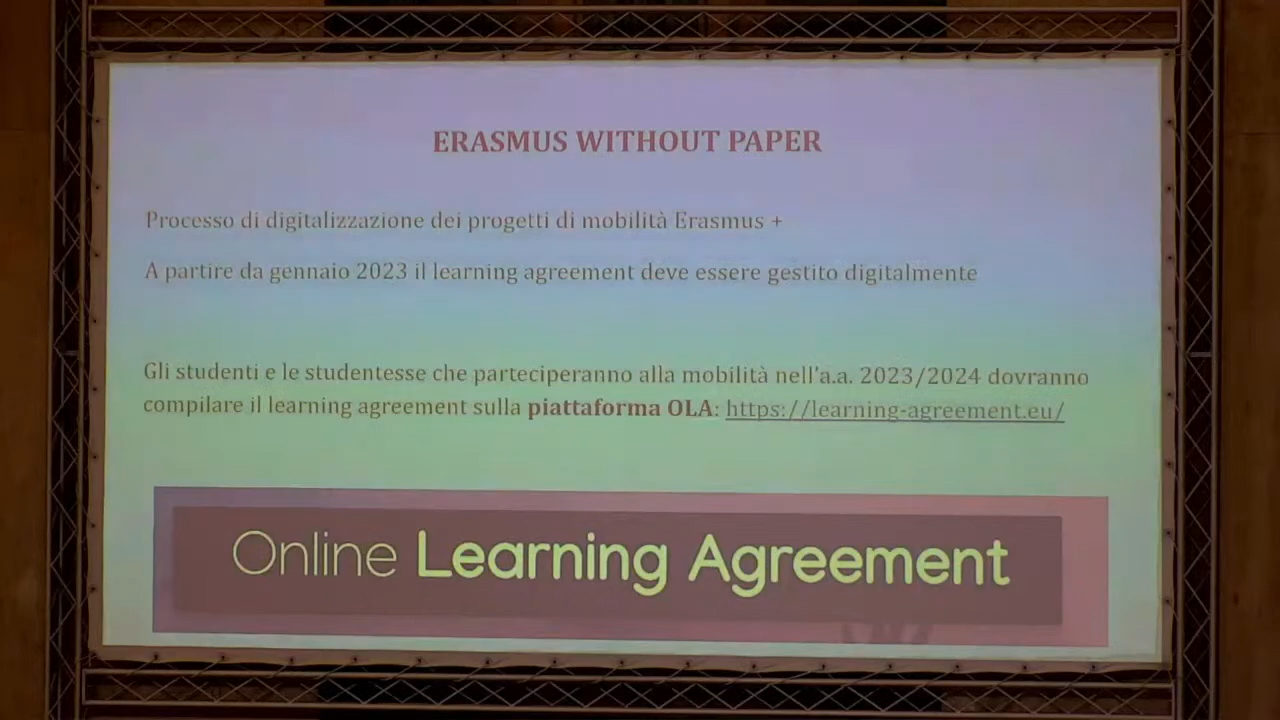 ERASMUS WITHOUT PAPER
Processo di digitalizzazione dei progetti di mobilità Erasmus +
A partire da gennaio 2023 il learning agreement deve essere gestito digitalmente
Gli studenti e le studentesse che parteciperanno alla mobilità nell'a.a. 2023/2024 dovranno
compilare il learning agreement sulla piattaforma OLA: https://learning-agreement.eu/
Online Learning Agreement